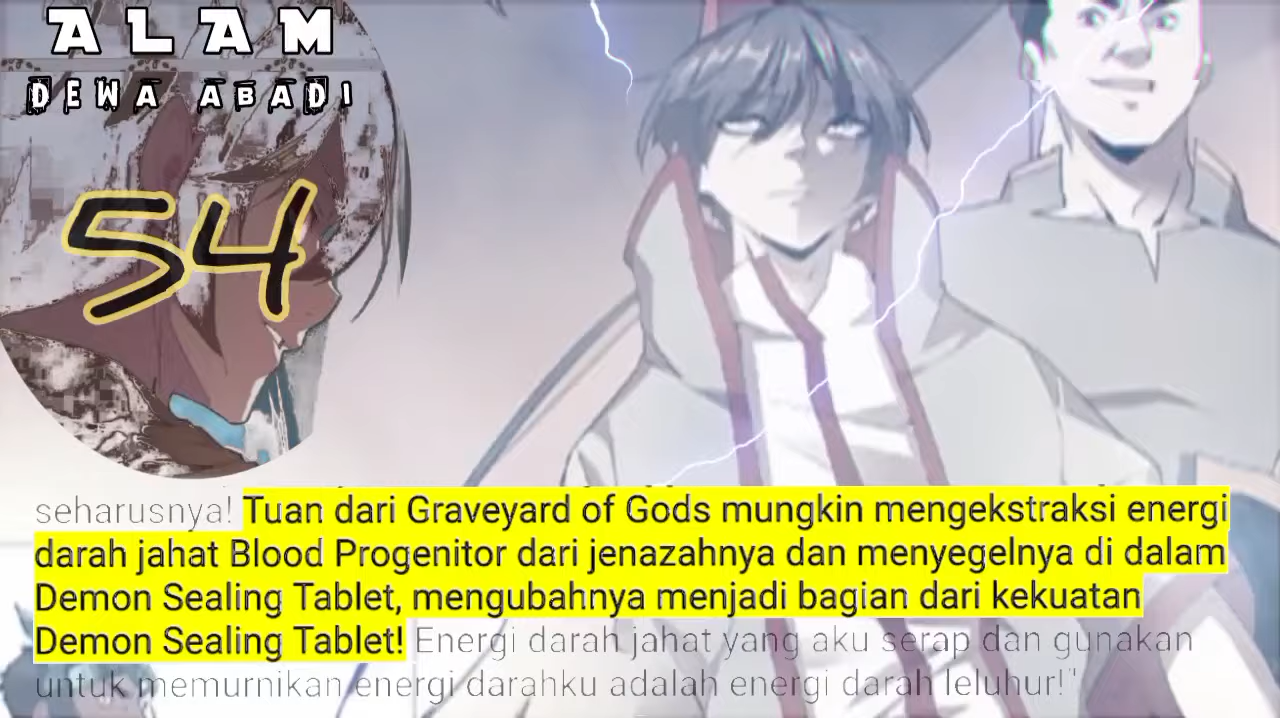 ALAM
DEWA ABADI
54
seharusnya! Tuan dari Graveyard of Gods mungkin mengekstraksi energi
darah jahat Blood Progenitor dari jenazahnya dan menyegelnya di dalam
Demon Sealing Tablet, mengubahnya menjadi bagian dari kekuatan
Demon Sealing Tablet! Energi darah jahat yang aku serap dan gunakan
untuk memurnikan energi darahku adalah energi darah leluhur!"